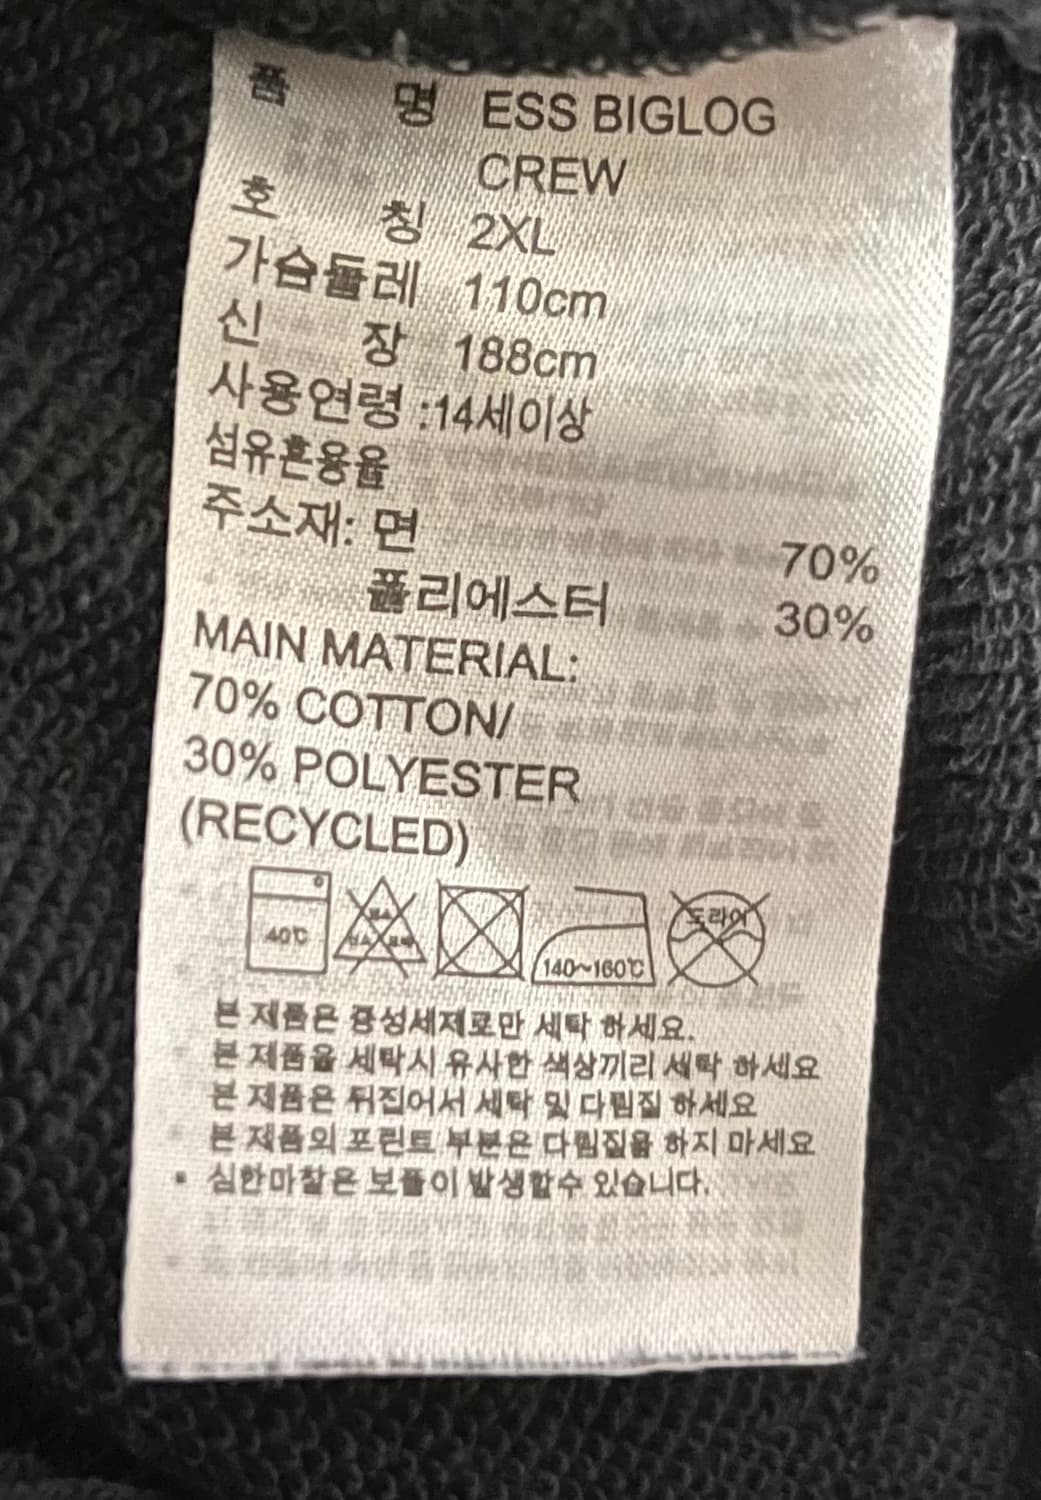 품 명 ESS BIGLOG
CREW
호 칭 2XL
가슴둘레 110cm
신 장 188cm
사용연령 :14세이상
섬유혼용율
주소재: 면 70%
폴리에스터 30%
MAIN MATERIAL:
70% COTTON/
30% POLYESTER
(RECYCLED)
40℃ 염소 산소 표백 140~160℃ 드라이
본 제품은 중성세제로만 세탁 하세요.
본 제품을 세탁시 유사한 색상끼리 세탁 하세요
본 제품은 뒤집어서 세탁 및 다림질 하세요
본 제품의 프린트 부분은 다림질을 하지 마세요
• 심한마찰은 보풀이 발생할수 있습니다.